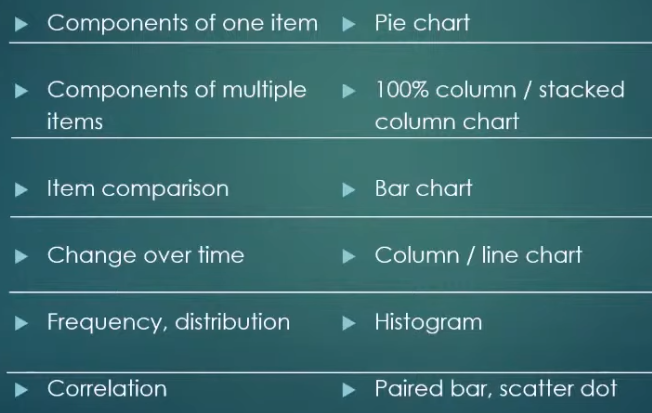 Components of one item
Pie chart
Components of multiple
items
100% column / stacked
column chart
Item comparison
Bar chart
Change over time
Column / line chart
Frequency, distribution
Histogram
Correlation
Paired bar, scatter dot